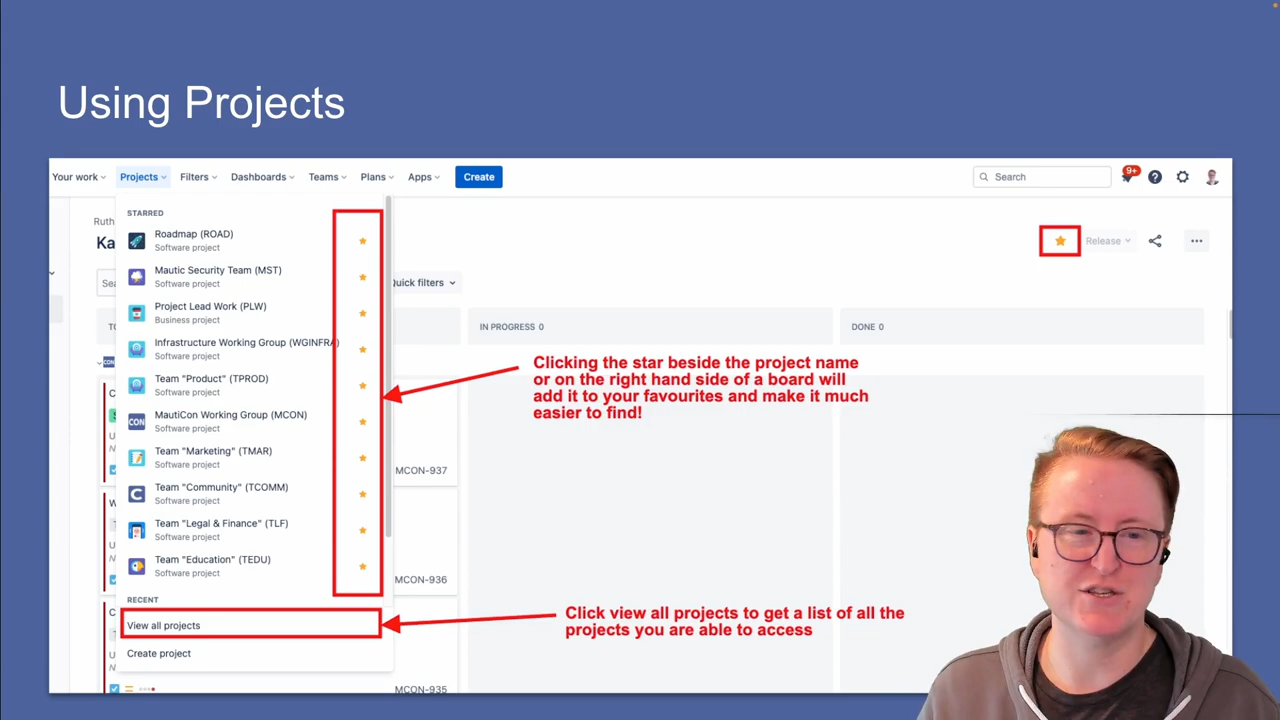 Using Projects
Your work Projects Filters Dashboards Teams Plans Apps Create Search 9+
STARRED
Ruth
Roadmap (ROAD)
Software project
Ka
Release
Mautic Security Team (MST)
Software project
Sea
Quick filters
Project Lead Work (PLW)
Business project
TO
IN PROGRESS 0
DONE 0
Infrastructure Working Group (WGINFRA)
Software project
CON
Team "Product" (TPROD)
Software project
MautiCon Working Group (MCON)
Software project
CON
Team "Marketing" (TMAR)
Software project
MCON-937
Team "Community" (TCOMM)
Software project
Team "Legal & Finance" (TLF)
Software project
Team "Education" (TEDU)
Software project
MCON-936
RECENT
View all projects
Create project
MCON-935
Clicking the star beside the project name
or on the right hand side of a board will
add it to your favourites and make it much
easier to find!
Click view all projects to get a list of all the
projects you are able to access